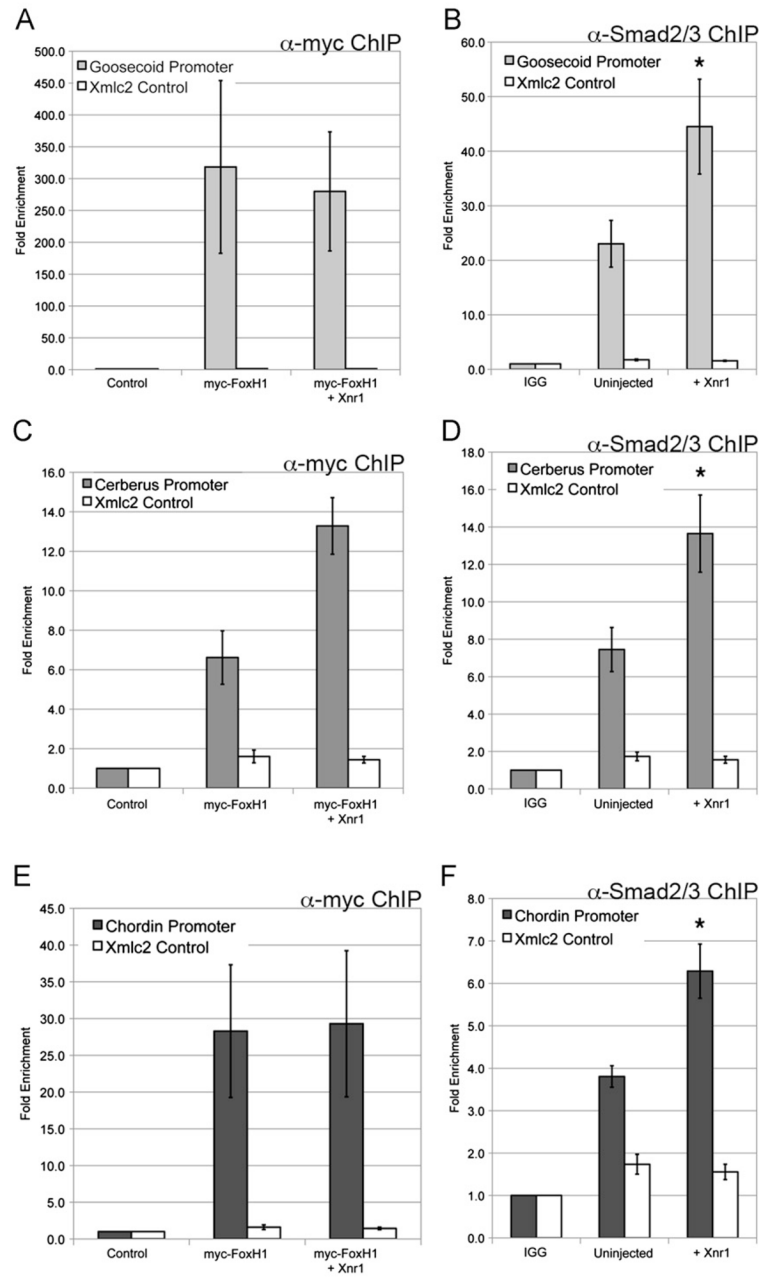 A
α-myc ChIP
Goosecoid Promoter
Xmlc2 Control
Fold Enrichment
500.0
450.0
400.0
350.0
300.0
250.0
200.0
150.0
100.0
50.0
0.0
Control
myc-FoxH1
myc-FoxH1
+ Xnr1
B
α-Smad2/3 ChIP
Goosecoid Promoter
Xmlc2 Control
*
Fold Enrichment
60.0
50.0
40.0
30.0
20.0
10.0
0.0
IGG
Uninjected
+ Xnr1
C
α-myc ChIP
Cerberus Promoter
Xmlc2 Control
Fold Enrichment
16.0
14.0
12.0
10.0
8.0
6.0
4.0
2.0
0.0
Control
myc-FoxH1
myc-FoxH1
+ Xnr1
D
α-Smad2/3 ChIP
Cerberus Promoter
Xmlc2 Control
*
Fold Enrichment
18.0
16.0
14.0
12.0
10.0
8.0
6.0
4.0
2.0
0.0
IGG
Uninjected
+ Xnr1
E
α-myc ChIP
Chordin Promoter
Xmlc2 Control
Fold Enrichment
45.0
40.0
35.0
30.0
25.0
20.0
15.0
10.0
5.0
0.0
Control
myc-FoxH1
myc-FoxH1
+ Xnr1
F
α-Smad2/3 ChIP
Chordin Promoter
Xmlc2 Control
*
Fold Enrichment
8.0
7.0
6.0
5.0
4.0
3.0
2.0
1.0
0.0
IGG
Uninjected
+ Xnr1